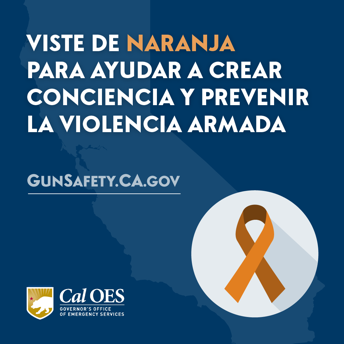 VISTE DE NARANJA
PARA AYUDAR A CREAR
CONCIENCIA Y PREVENIR
LA VIOLENCIA ARMADA
GUNSAFETY.CA.GOV
Cal OES
GOVERNOR'S OFFICE
OF EMERGENCY SERVICES